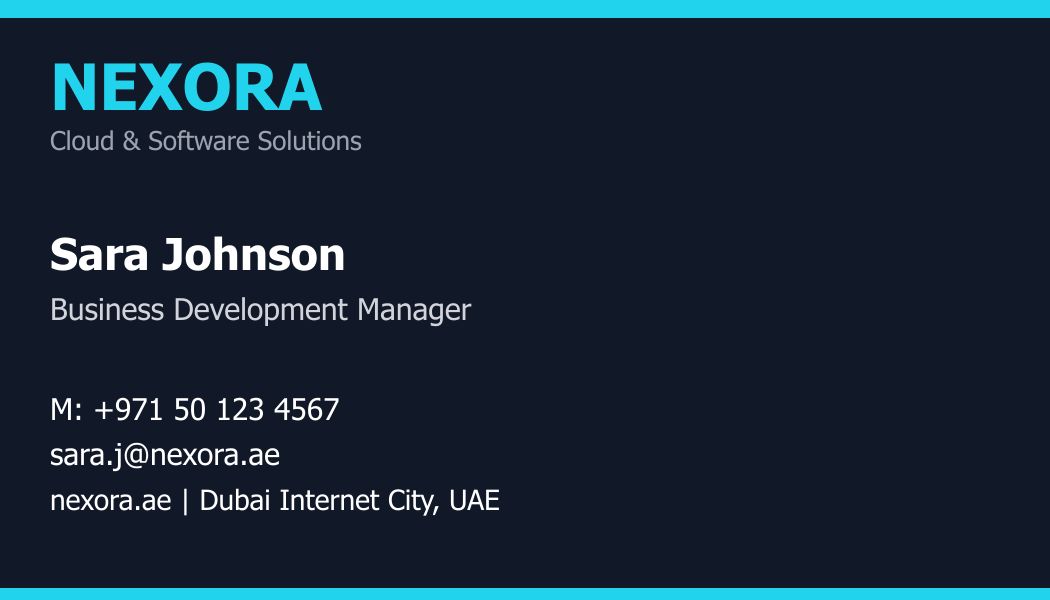 NEXORA
Cloud & Software Solutions
Sara Johnson
Business Development Manager
M: +971 50 123 4567
sara.j@nexora.ae
nexora.ae | Dubai Internet City, UAE